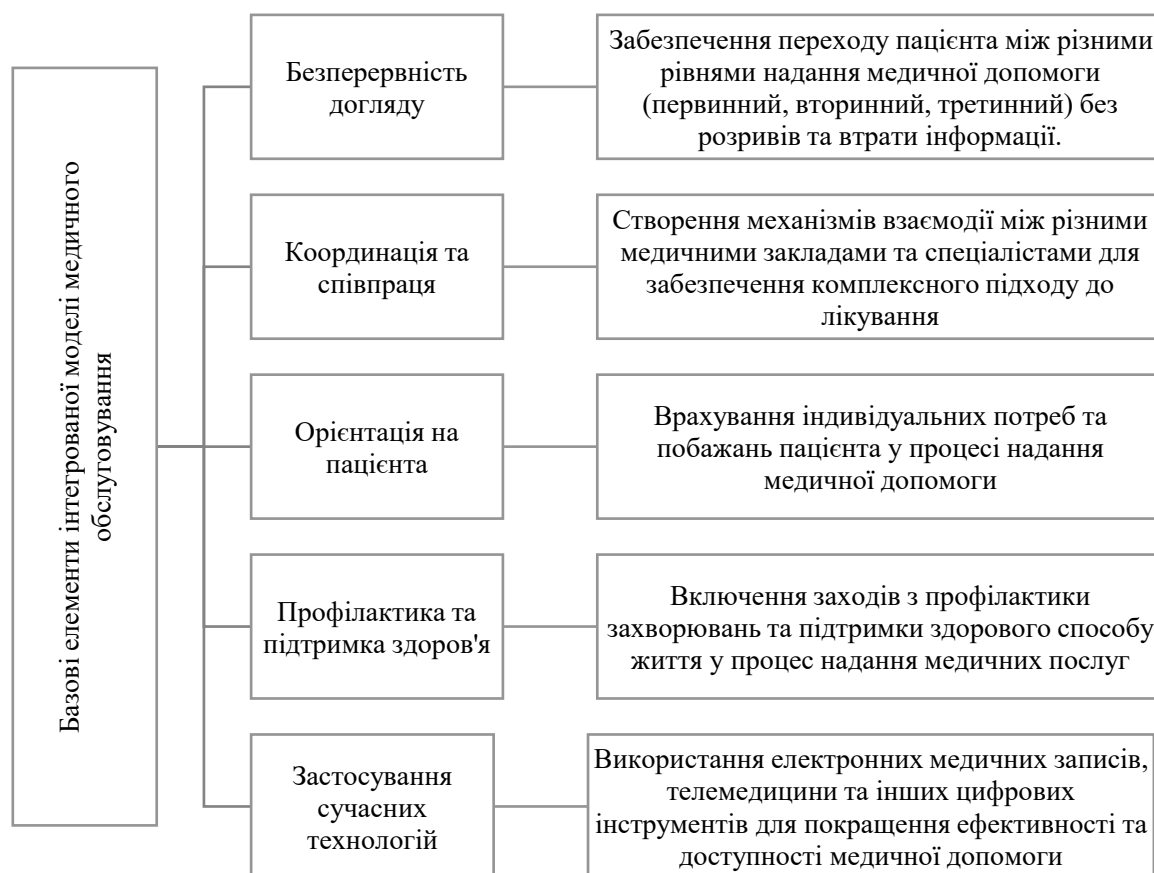 Базові елементи інтегрованої моделі медичного
обслуговування
Безперервність
догляду
Забезпечення переходу пацієнта між різними
рівнями надання медичної допомоги
(первинний, вторинний, третинний) без
розривів та втрати інформації.
Координація та
співпраця
Створення механізмів взаємодії між різними
медичними закладами та спеціалістами для
забезпечення комплексного підходу до
лікування
Орієнтація на
пацієнта
Врахування індивідуальних потреб та
побажань пацієнта у процесі надання
медичної допомоги
Профілактика та
підтримка здоров'я
Включення заходів з профілактики
захворювань та підтримки здорового способу
життя у процес надання медичних послуг
Застосування
сучасних
технологій
Використання електронних медичних записів,
телемедицини та інших цифрових
інструментів для покращення ефективності та
доступності медичної допомоги